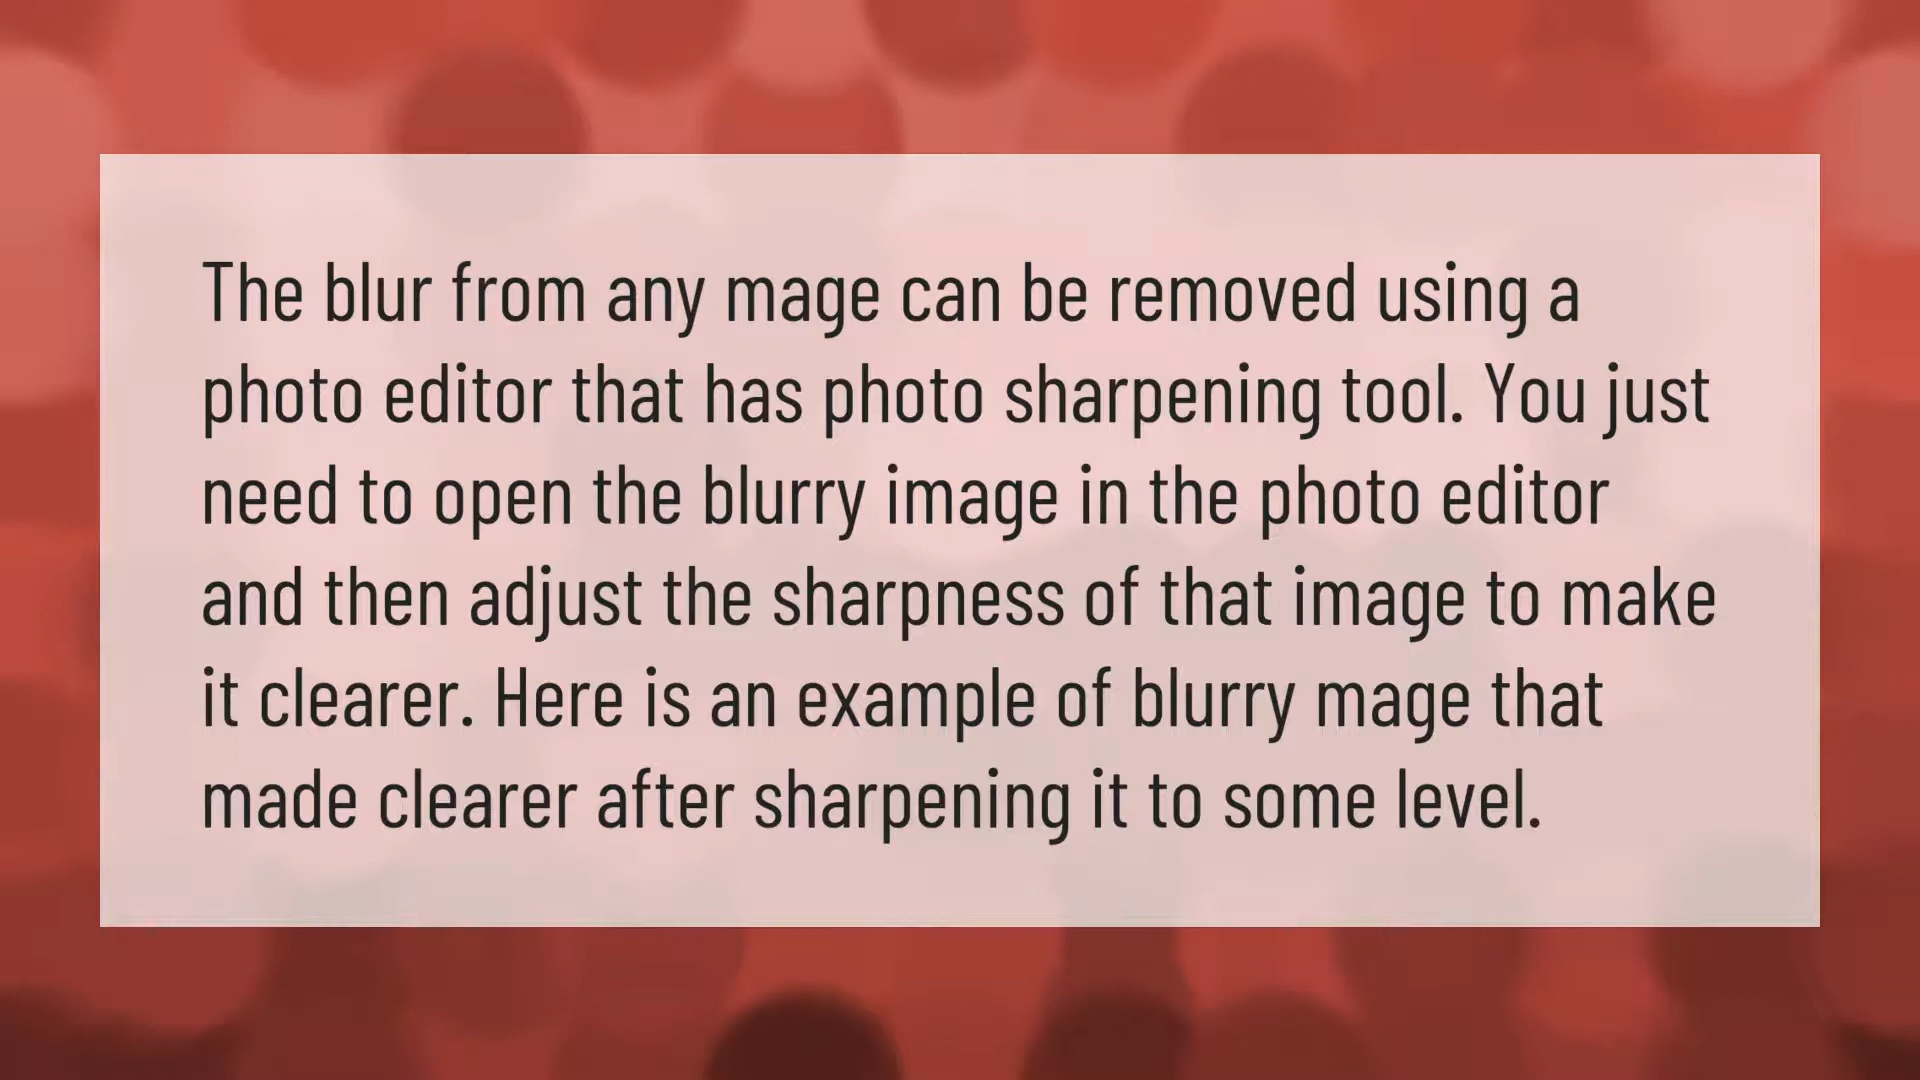 The blur from any mage can be removed using a
photo editor that has photo sharpening tool. You just
need to open the blurry image in the photo editor
and then adjust the sharpness of that image to make
it clearer. Here is an example of blurry mage that
made clearer after sharpening it to some level.